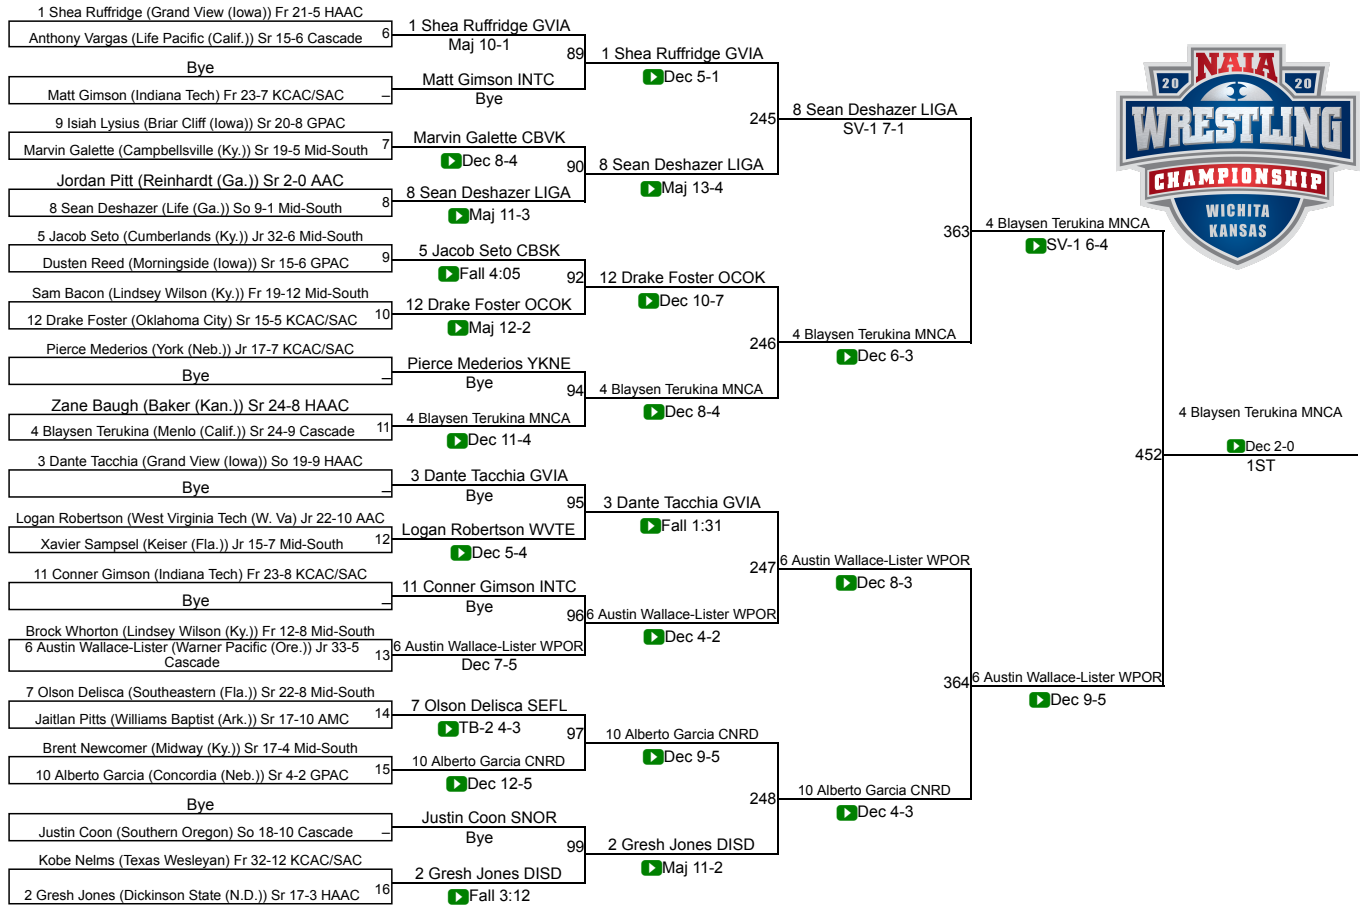 1 Shea Ruffridge (Grand View (Iowa)) Fr 21-5 HAAC
Anthony Vargas (Life Pacific (Calif.)) Sr 15-6 Cascade
6
Bye
Matt Gimson (Indiana Tech) Fr 23-7 KCAC/SAC
–
9 Isiah Lysius (Briar Cliff (Iowa)) Sr 20-8 GPAC
Marvin Galette (Campbellsville (Ky.)) Sr 19-5 Mid-South
7
Jordan Pitt (Reinhardt (Ga.)) Sr 2-0 AAC
8 Sean Deshazer (Life (Ga.)) So 9-1 Mid-South
8
5 Jacob Seto (Cumberlands (Ky.)) Jr 32-6 Mid-South
Dusten Reed (Morningside (Iowa)) Sr 15-6 GPAC
9
Sam Bacon (Lindsey Wilson (Ky.)) Fr 19-12 Mid-South
12 Drake Foster (Oklahoma City) Sr 15-5 KCAC/SAC
10
Pierce Mederios (York (Neb.)) Jr 17-7 KCAC/SAC
Bye
–
Zane Baugh (Baker (Kan.)) Sr 24-8 HAAC
4 Blaysen Terukina (Menlo (Calif.)) Sr 24-9 Cascade
11
3 Dante Tacchia (Grand View (Iowa)) So 19-9 HAAC
Bye
–
Logan Robertson (West Virginia Tech (W. Va) Jr 22-10 AAC
Xavier Sampsel (Keiser (Fla.)) Jr 15-7 Mid-South
12
11 Conner Gimson (Indiana Tech) Fr 23-8 KCAC/SAC
Bye
–
Brock Whorton (Lindsey Wilson (Ky.)) Fr 12-8 Mid-South
6 Austin Wallace-Lister (Warner Pacific (Ore.)) Jr 33-5
Cascade
13
7 Olson Delisca (Southeastern (Fla.)) Sr 22-8 Mid-South
Jaitlan Pitts (Williams Baptist (Ark.)) Sr 17-10 AMC
14
Brent Newcomer (Midway (Ky.)) Sr 17-4 Mid-South
10 Alberto Garcia (Concordia (Neb.)) Sr 4-2 GPAC
15
Bye
Justin Coon (Southern Oregon) So 18-10 Cascade
–
Kobe Nelms (Texas Wesleyan) Fr 32-12 KCAC/SAC
2 Gresh Jones (Dickinson State (N.D.)) Sr 17-3 HAAC
16
1 Shea Ruffridge GVIA
Maj 10-1
89
Matt Gimson INTC
Bye
Marvin Galette CBVK
Dec 8-4
90
8 Sean Deshazer LIGA
Maj 11-3
5 Jacob Seto CBSK
Fall 4:05
92
12 Drake Foster OCOK
Maj 12-2
Pierce Mederios YKNE
Bye
94
4 Blaysen Terukina MNCA
Dec 11-4
3 Dante Tacchia GVIA
Bye
95
Logan Robertson WVTE
Dec 5-4
11 Conner Gimson INTC
Bye
96
6 Austin Wallace-Lister WPOR
Dec 7-5
7 Olson Delisca SEFL
TB-2 4-3
97
10 Alberto Garcia CNRD
Dec 12-5
Justin Coon SNOR
Bye
99
2 Gresh Jones DISD
Fall 3:12
1 Shea Ruffridge GVIA
Dec 5-1
245
8 Sean Deshazer LIGA
Maj 13-4
12 Drake Foster OCOK
Dec 10-7
246
4 Blaysen Terukina MNCA
Dec 8-4
3 Dante Tacchia GVIA
Fall 1:31
247
6 Austin Wallace-Lister WPOR
Dec 4-2
10 Alberto Garcia CNRD
Dec 9-5
248
2 Gresh Jones DISD
Maj 11-2
8 Sean Deshazer LIGA
SV-1 7-1
363
4 Blaysen Terukina MNCA
Dec 6-3
6 Austin Wallace-Lister WPOR
Dec 8-3
364
10 Alberto Garcia CNRD
Dec 4-3
4 Blaysen Terukina MNCA
SV-1 6-4
452
6 Austin Wallace-Lister WPOR
Dec 9-5
4 Blaysen Terukina MNCA
Dec 2-0
1ST
NAIA
20 20
WRESTLING
CHAMPIONSHIP
WICHITA
KANSAS